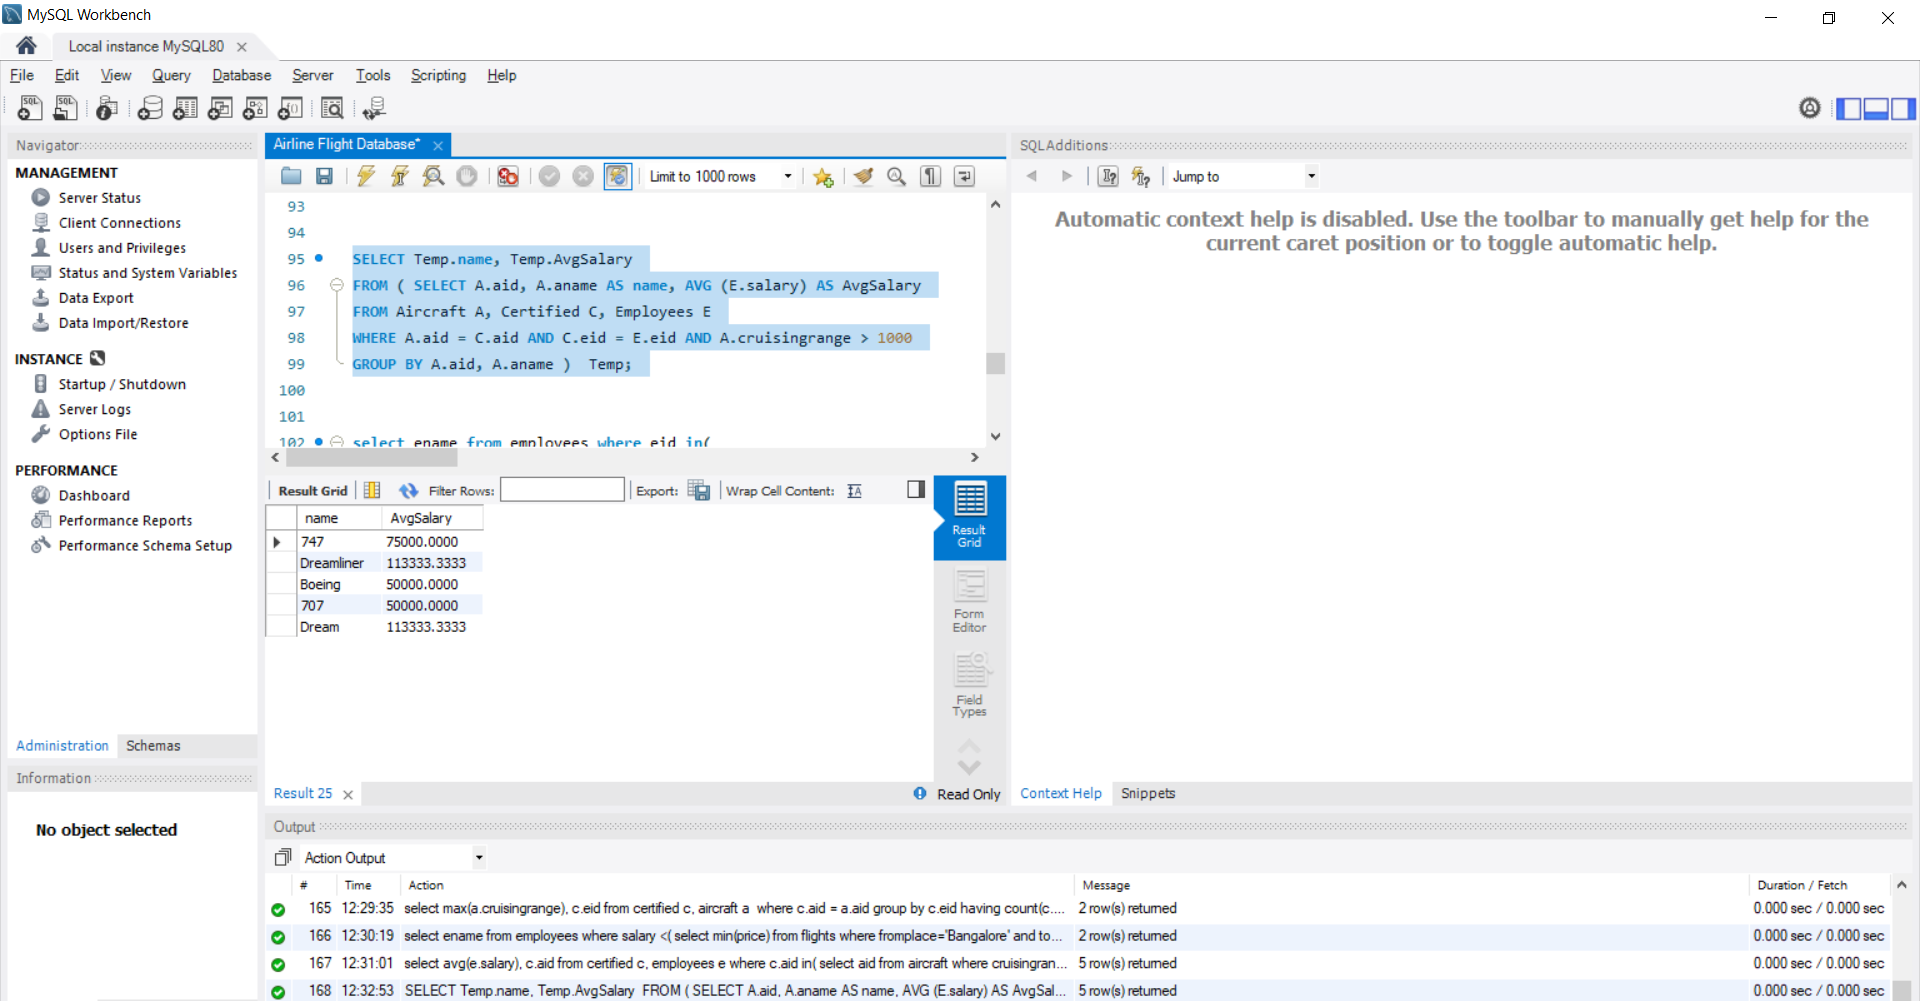 MySQL Workbench
Local instance MySQL80
File Edit View Query Database Server Tools Scripting Help
Navigator
MANAGEMENT
Server Status
Client Connections
Users and Privileges
Status and System Variables
Data Export
Data Import/Restore
INSTANCE
Startup / Shutdown
Server Logs
Options File
PERFORMANCE
Dashboard
Performance Reports
Performance Schema Setup
Administration Schemas
Information
No object selected
Airline Flight Database*
Limit to 1000 rows
93
94
95 SELECT Temp.name, Temp.AvgSalary
96 FROM ( SELECT A.aid, A.aname AS name, AVG (E.salary) AS AvgSalary
97 FROM Aircraft A, Certified C, Employees E
98 WHERE A.aid = C.aid AND C.eid = E.eid AND A.cruisingrange > 1000
99 GROUP BY A.aid, A.aname )  Temp;
100
101
102 select ename from employees where eid in(
Result Grid Filter Rows: Export: Wrap Cell Content:
name AvgSalary
747 75000.0000
Dreamliner 113333.3333
Boeing 50000.0000
707 50000.0000
Dream 113333.3333
Result Grid
Form Editor
Field Types
Result 25 Read Only
SQLAdditions
Jump to
Automatic context help is disabled. Use the toolbar to manually get help for the
current caret position or to toggle automatic help.
Context Help Snippets
Output
Action Output
# Time Action Message Duration / Fetch
165 12:29:35 select max(a.cruisingrange), c.eid from certified c, aircraft a  where c.aid = a.aid group by c.eid having count(c.... 2 row(s) returned 0.000 sec / 0.000 sec
166 12:30:19 select ename from employees where salary <( select min(price) from flights where fromplace='Bangalore' and to... 2 row(s) returned 0.000 sec / 0.000 sec
167 12:31:01 select avg(e.salary), c.aid from certified c, employees e where c.aid in( select aid from aircraft where cruisingran... 5 row(s) returned 0.000 sec / 0.000 sec
168 12:32:53 SELECT Temp.name, Temp.AvgSalary  FROM ( SELECT A.aid, A.aname AS name, AVG (E.salary) AS AvgSal... 5 row(s) returned 0.000 sec / 0.000 sec